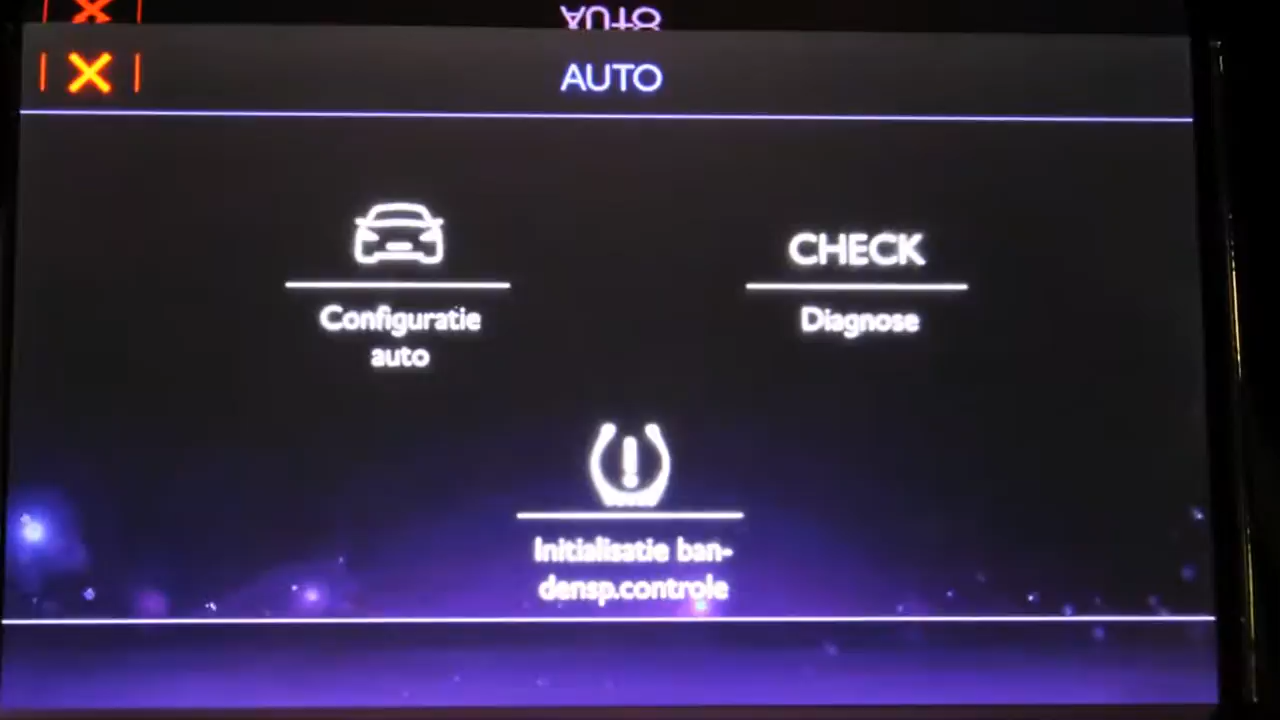 AUTO
CHECK
Configuratie
auto
Diagnose
Initialisatie ban-
densp.controle